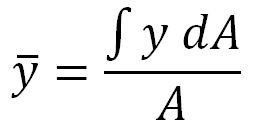 ȳ = ∫ y dA / A